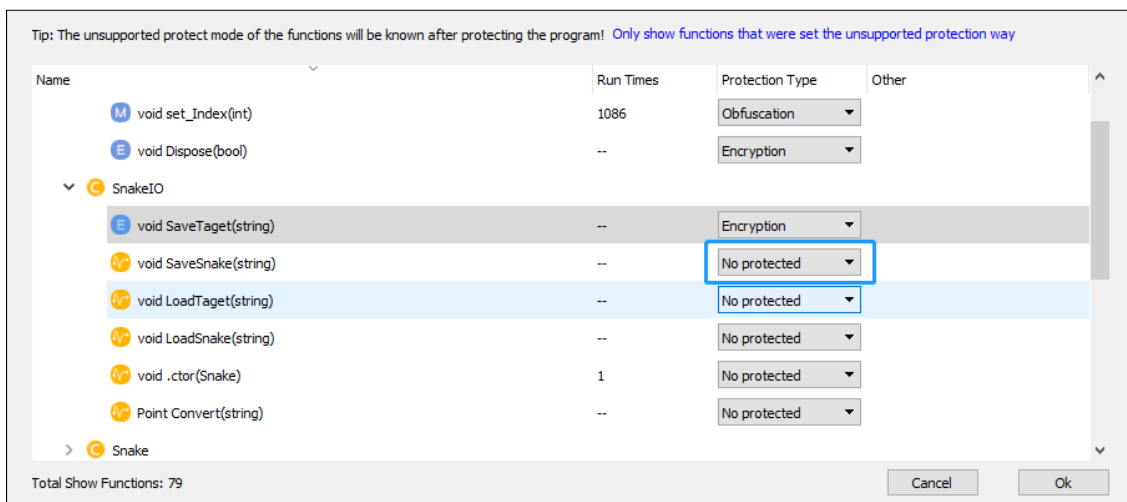 Tip: The unsupported protect mode of the functions will be known after protecting the program! Only show functions that were set the unsupported protection way
Name Run Times Protection Type Other
M void set_Index(int) 1086 Obfuscation
E void Dispose(bool) -- Encryption
C SnakeIO
E void SaveTaget(string) -- Encryption
void SaveSnake(string) -- No protected
void LoadTaget(string) -- No protected
void LoadSnake(string) -- No protected
void .ctor(Snake) 1 No protected
Point Convert(string) -- No protected
C Snake
Total Show Functions: 79 Cancel Ok